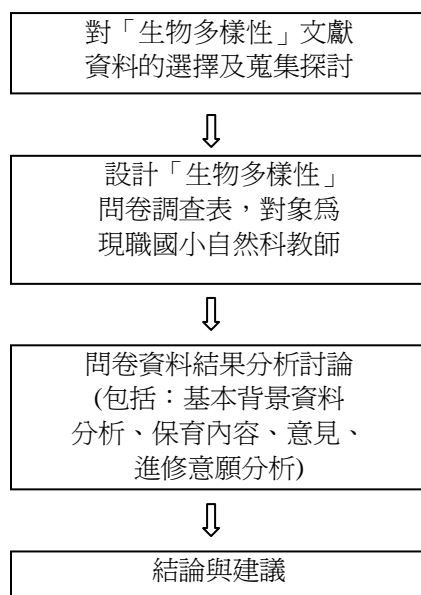 對「生物多樣性」文獻
資料的選擇及蒐集探討
⇩
設計「生物多樣性」
問卷調查表，對象爲
現職國小自然科教師
⇩
問卷資料結果分析討論
(包括：基本背景資料
分析、保育內容、意見、
進修意願分析)
⇩
結論與建議